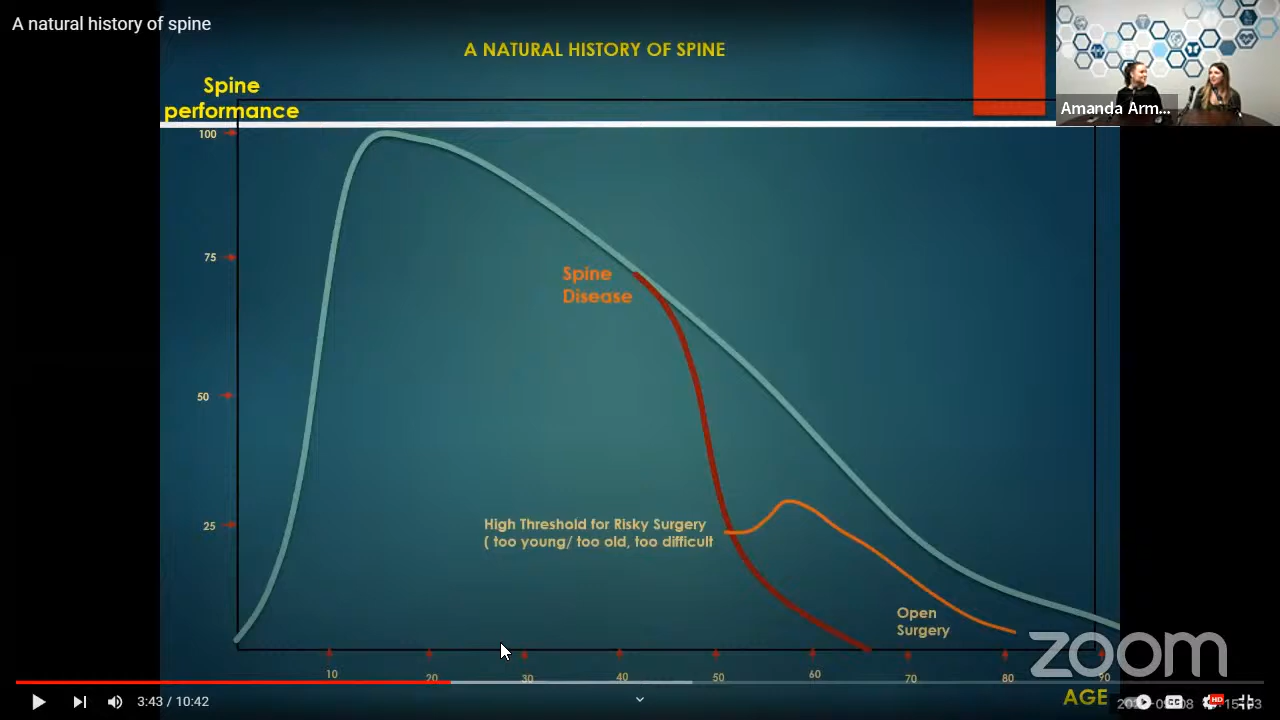 A natural history of spine
A NATURAL HISTORY OF SPINE
Spine
performance
Amanda Arm...
100
75
Spine
Disease
50
25
High Threshold for Risky Surgery
( too young/ too old, too difficult
Open
Surgery
zoom
10
20
30
40
50
60
70
80
90
AGE
3:43 / 10:42
HD